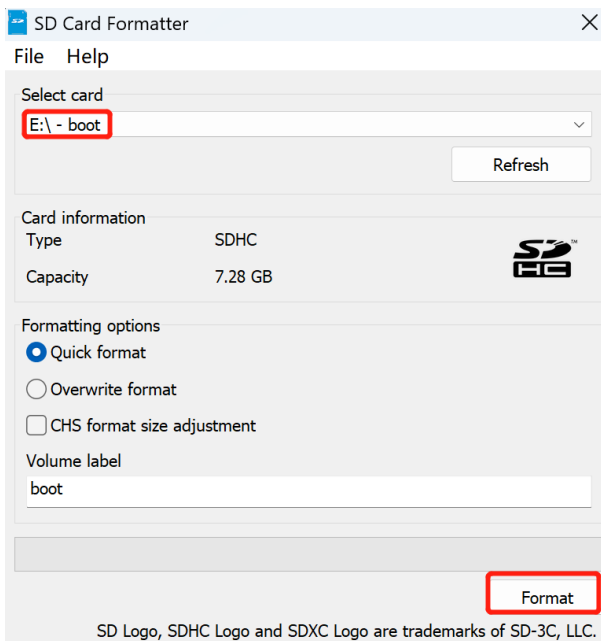 SD Card Formatter
File Help
Select card
E:\ - boot
Refresh
Card information
Type SDHC
SD™
HC
Capacity 7.28 GB
Formatting options
Quick format
Overwrite format
CHS format size adjustment
Volume label
boot
Format
SD Logo, SDHC Logo and SDXC Logo are trademarks of SD-3C, LLC.